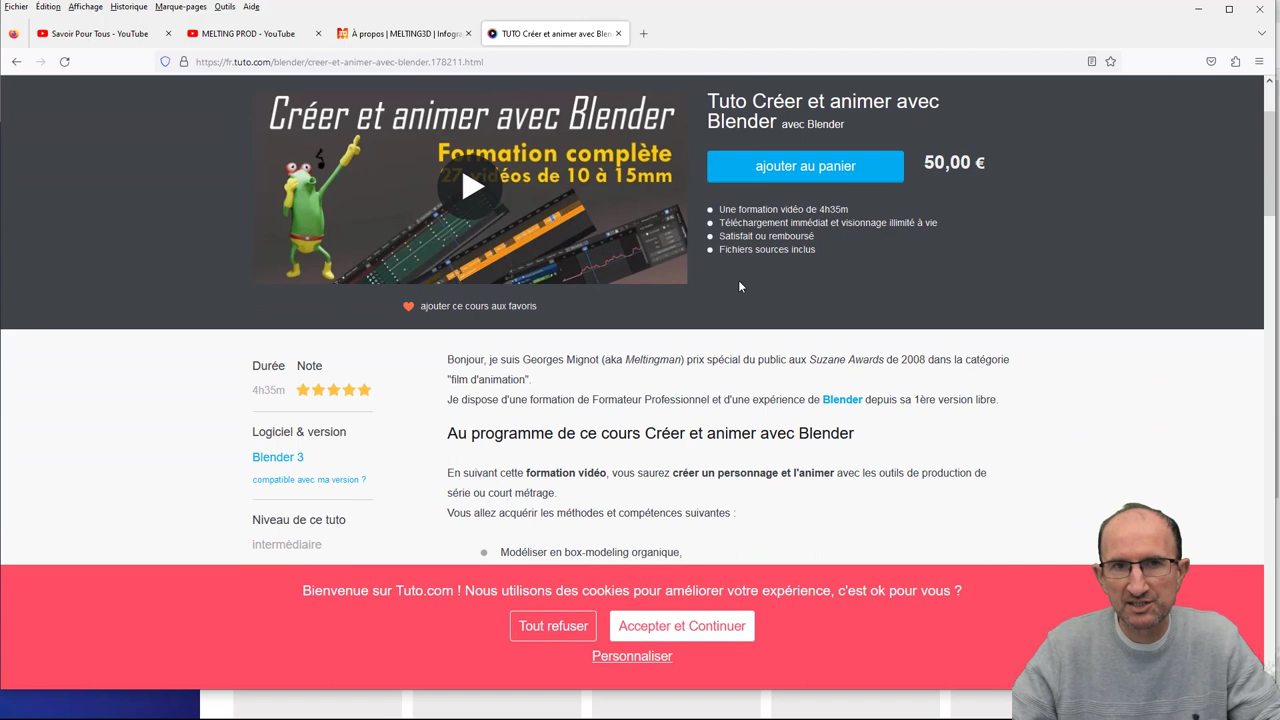 Fichier Édition Affichage Historique Marque-pages Outils Aide
Savoir Pour Tous - YouTube
MELTING PROD - YouTube
À propos | MELTING3D | Infogra
TUTO Créer et animer avec Blen
https://fr.tuto.com/blender/creer-et-animer-avec-blender.178211.html
Créer et animer avec Blender
Formation complète
27 vidéos de 10 à 15mm
ajouter ce cours aux favoris
Tuto Créer et animer avec
Blender avec Blender
ajouter au panier
50,00 €
Une formation vidéo de 4h35m
Téléchargement immédiat et visionnage illimité à vie
Satisfait ou remboursé
Fichiers sources inclus
Durée Note
4h35m
Logiciel & version
Blender 3
compatible avec ma version ?
Niveau de ce tuto
intermédiaire
Bonjour, je suis Georges Mignot (aka Meltingman) prix spécial du public aux Suzane Awards de 2008 dans la catégorie
"film d'animation".
Je dispose d'une formation de Formateur Professionnel et d'une expérience de Blender depuis sa 1ère version libre.
Au programme de ce cours Créer et animer avec Blender
En suivant cette formation vidéo, vous saurez créer un personnage et l'animer avec les outils de production de
série ou court métrage.
Vous allez acquérir les méthodes et compétences suivantes :
Modéliser en box-modeling organique,
Bienvenue sur Tuto.com ! Nous utilisons des cookies pour améliorer votre expérience, c'est ok pour vous ?
Tout refuser
Accepter et Continuer
Personnaliser